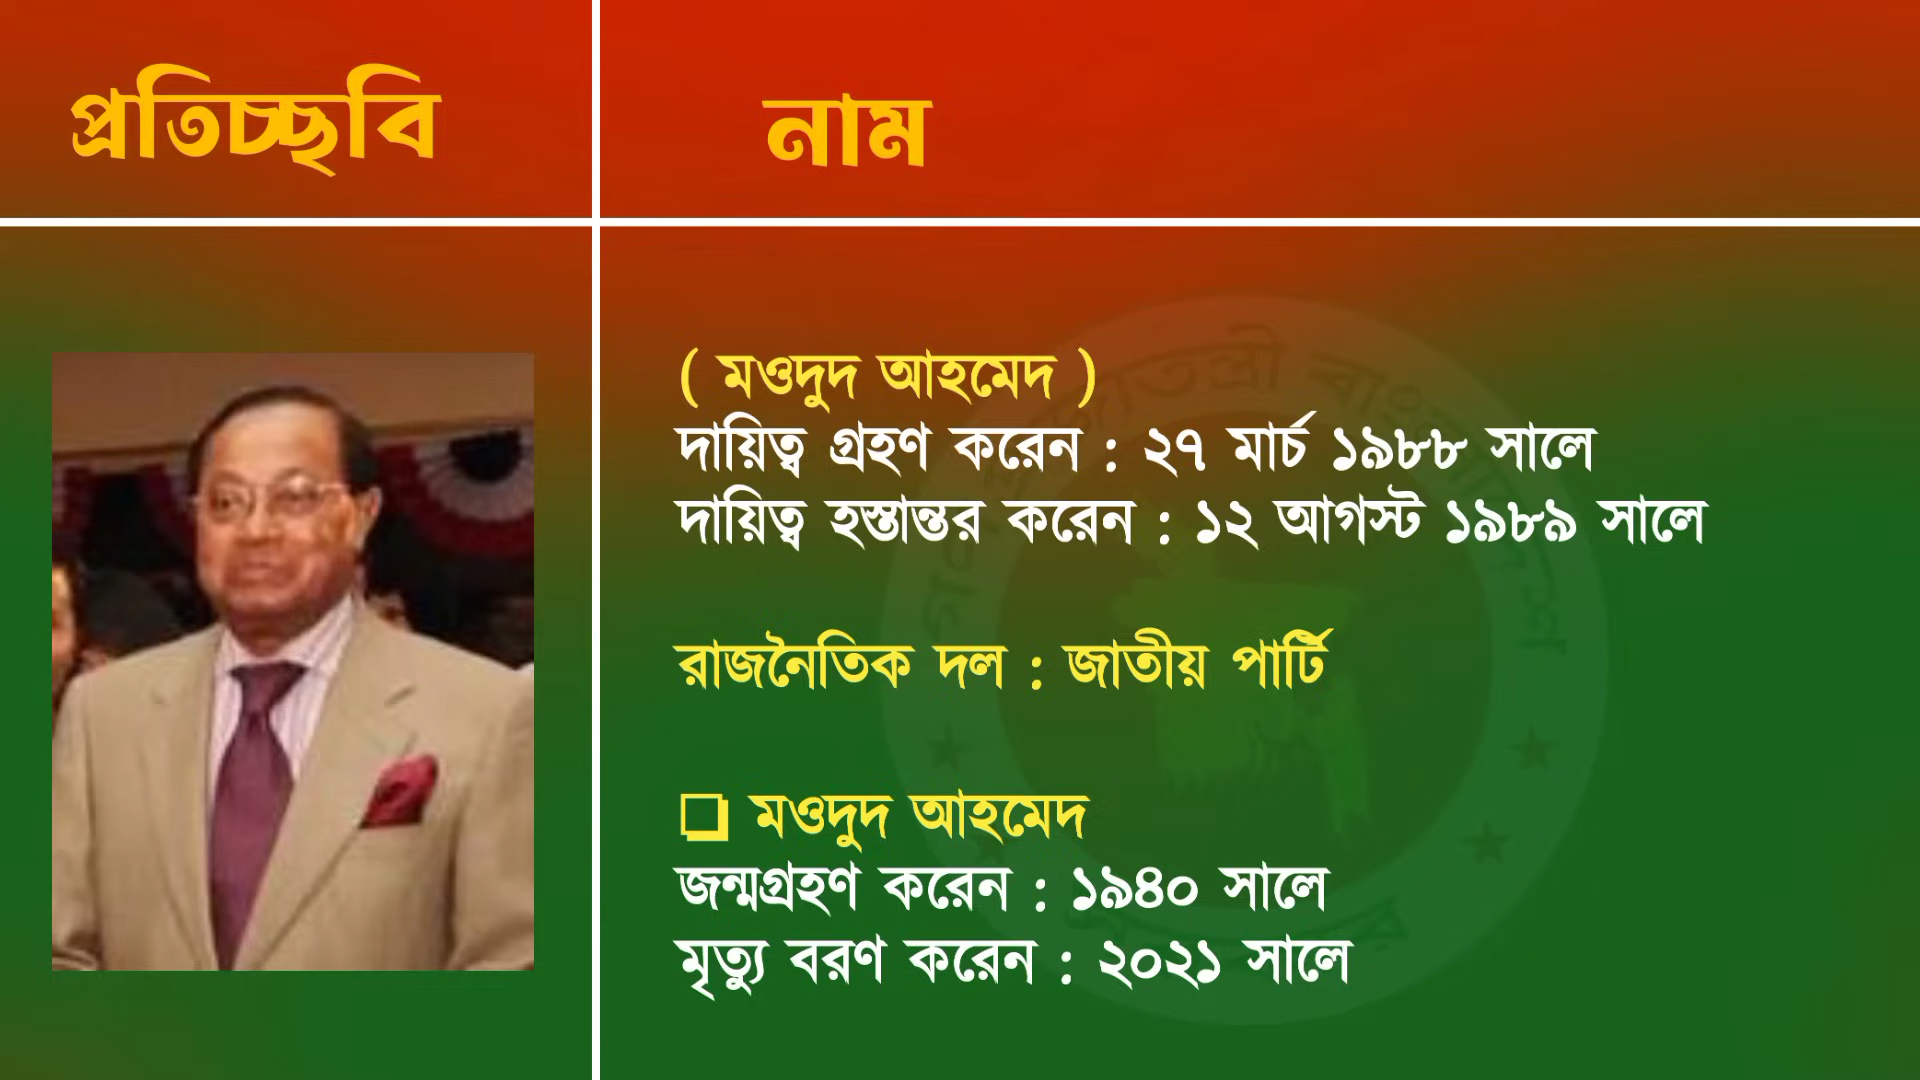 প্রতিচ্ছবি
নাম
( মওদুদ আহমেদ )
দায়িত্ব গ্রহণ করেন : ২৭ মার্চ ১৯৮৮ সালে
দায়িত্ব হস্তান্তর করেন : ১২ আগস্ট ১৯৮৯ সালে
রাজনৈতিক দল : জাতীয় পার্টি
❑ মওদুদ আহমেদ
জন্মগ্রহণ করেন : ১৯৪০ সালে
মৃত্যু বরণ করেন : ২০২১ সালে